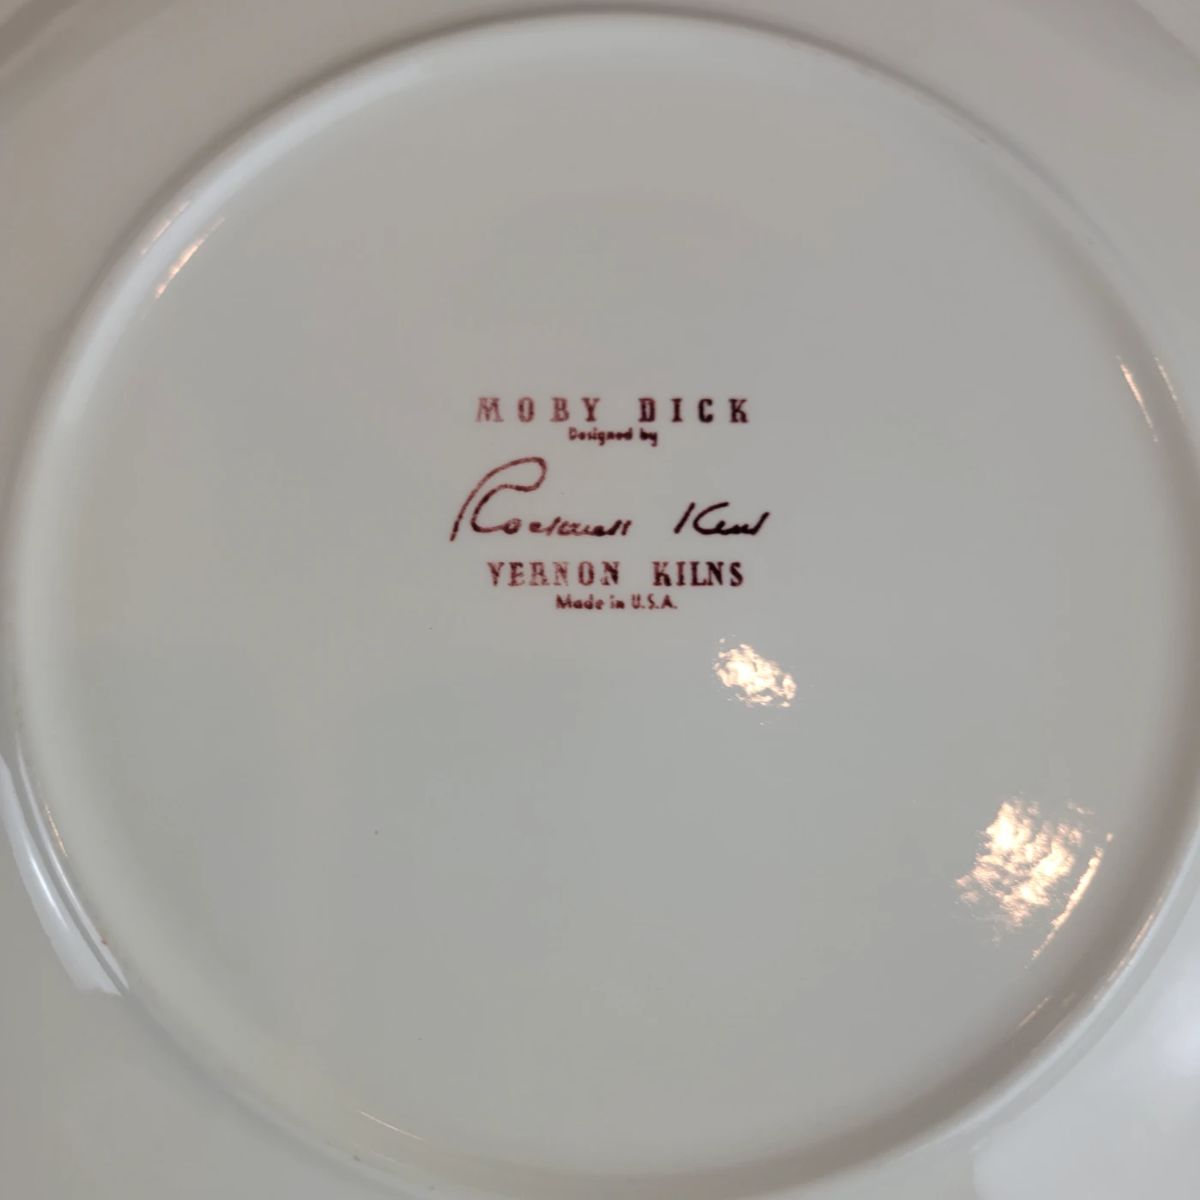 MOBY DICK
Designed by
Rockwell Kent
VERNON KILNS
Made in U.S.A.